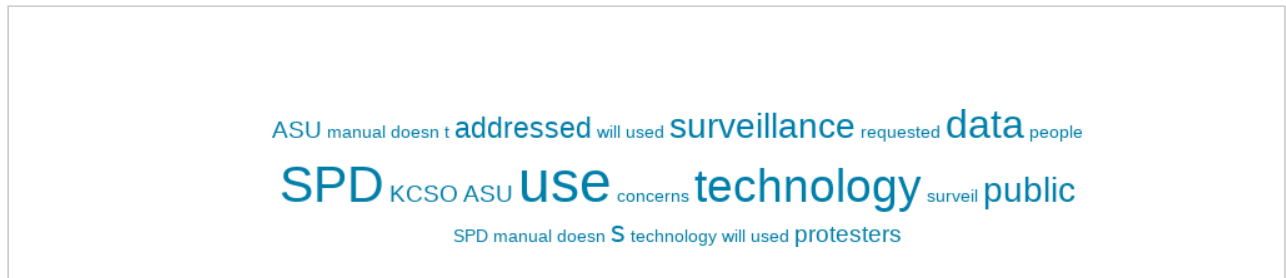 ASU manual doesn t addressed will used surveillance requested data people
SPD KCSO ASU use concerns technology surveil public
SPD manual doesn s technology will used protesters